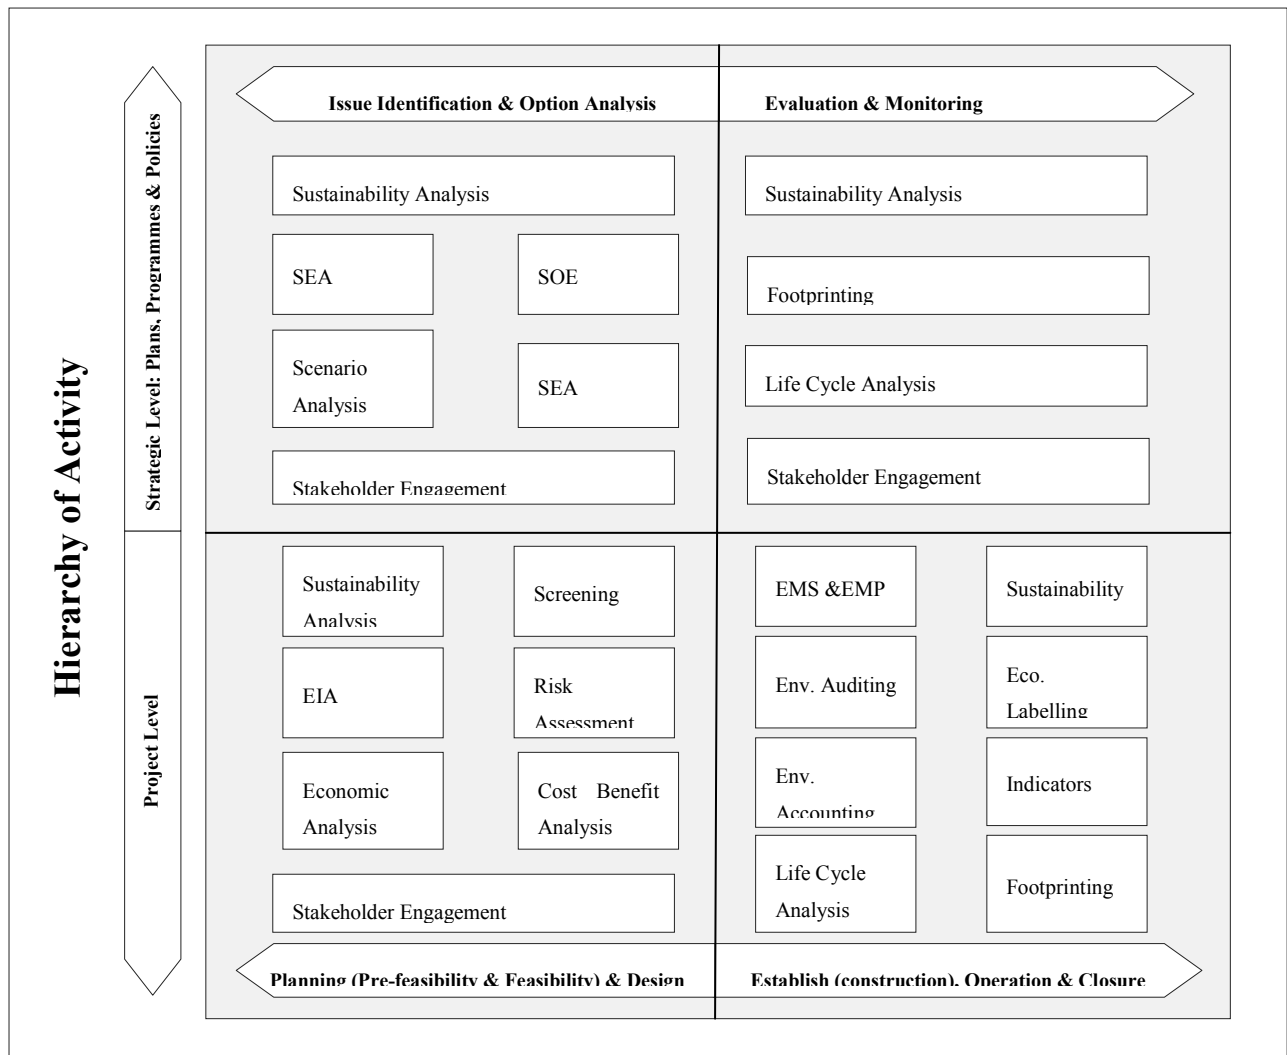 Hierarchy of Activity
Strategic Level: Plans, Programmes & Policies
Project Level
Issue Identification & Option Analysis
Evaluation & Monitoring
Sustainability Analysis
SEA
SOE
Scenario
Analysis
SEA
Stakeholder Engagement
Sustainability Analysis
Footprinting
Life Cycle Analysis
Stakeholder Engagement
Sustainability
Analysis
Screening
EIA
Risk
Assessment
Economic
Analysis
Cost Benefit
Analysis
Stakeholder Engagement
EMS &EMP
Sustainability
Env. Auditing
Eco.
Labelling
Env.
Accounting
Indicators
Life Cycle
Analysis
Footprinting
Planning (Pre-feasibility & Feasibility) & Design
Establish (construction), Operation & Closure